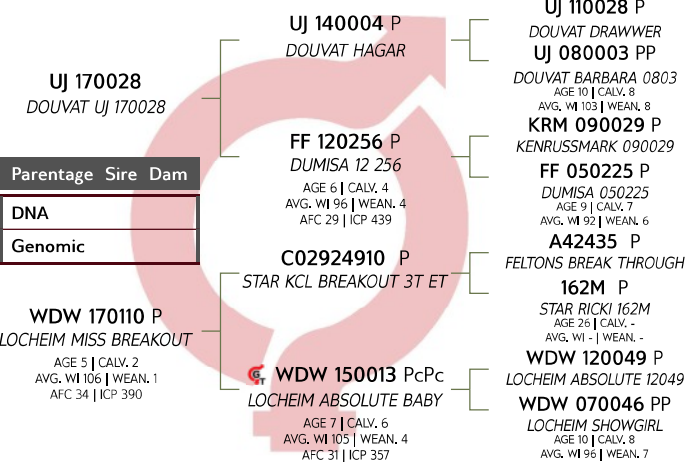 UJ 170028
DOUVAT UJ 170028
Parentage Sire Dam
DNA
Genomic
WDW 170110 P
LOCHEIM MISS BREAKOUT
AGE 5 | CALV. 2
AVG. WI 106 | WEAN. 1
AFC 34 | ICP 390
UJ 140004 P
DOUVAT HAGAR
FF 120256 P
DUMISA 12 256
AGE 6 | CALV. 4
AVG. WI 96 | WEAN. 4
AFC 29 | ICP 439
C02924910 P
STAR KCL BREAKOUT 3T ET
GT
WDW 150013 PcPc
LOCHEIM ABSOLUTE BABY
AGE 7 | CALV. 6
AVG. WI 105 | WEAN. 4
AFC 31 | ICP 357
UJ 110028 P
DOUVAT DRAWWER
UJ 080003 PP
DOUVAT BARBARA 0803
AGE 10 | CALV. 8
AVG. WI 103 | WEAN. 8
KRM 090029 P
KENRUSSMARK 090029
FF 050225 P
DUMISA 050225
AGE 9 | CALV. 7
AVG. WI 92 | WEAN. 6
A42435 P
FELTONS BREAK THROUGH
162M P
STAR RICKI 162M
AGE 26 | CALV. -
AVG. WI - | WEAN. -
WDW 120049 P
LOCHEIM ABSOLUTE 12049
WDW 070046 PP
LOCHEIM SHOWGIRL
AGE 10 | CALV. 8
AVG. WI 96 | WEAN. 7